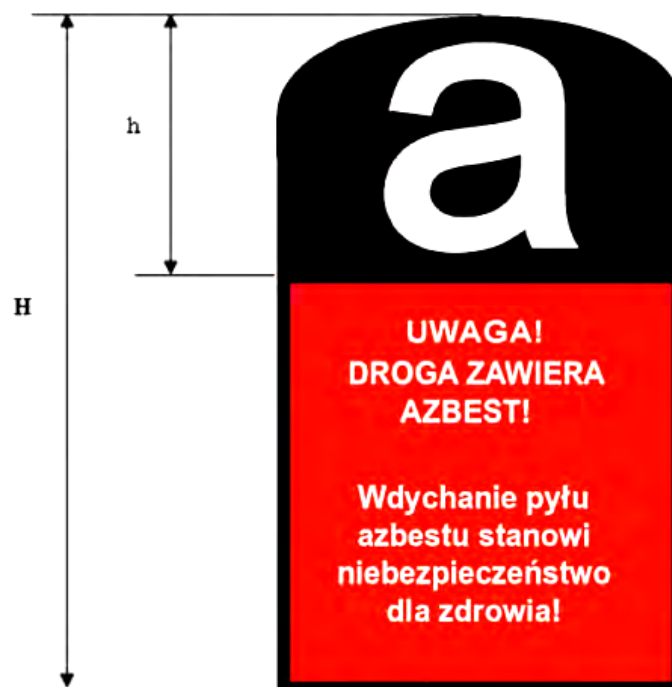 h
H
a
UWAGA!
DROGA ZAWIERA
AZBEST!
Wdychanie pyłu
azbestu stanowi
niebezpieczeństwo
dla zdrowia!